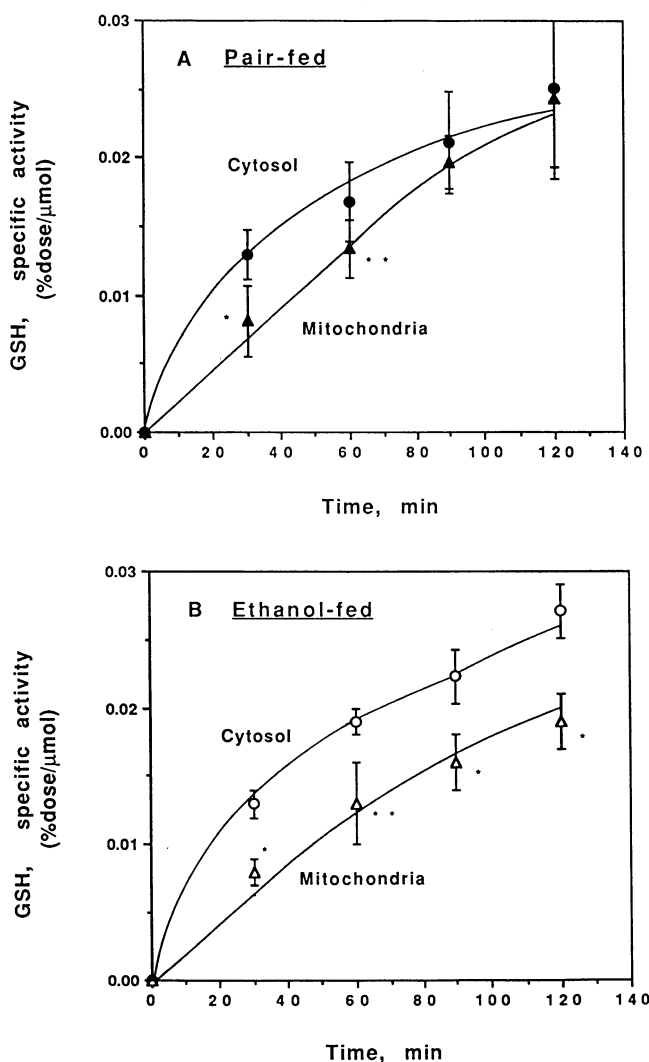 0.03
A Pair-fed
GSH, specific activity
(%dose/μmol)
0.02
Cytosol
0.01
*
* *
Mitochondria
0.00
0 20 40 60 80 100 120 140
Time, min
0.03
B Ethanol-fed
GSH, specific activity
(%dose/μmol)
0.02
Cytosol
*
*
* *
0.01
*
Mitochondria
0.00
0 20 40 60 80 100 120 140
Time, min